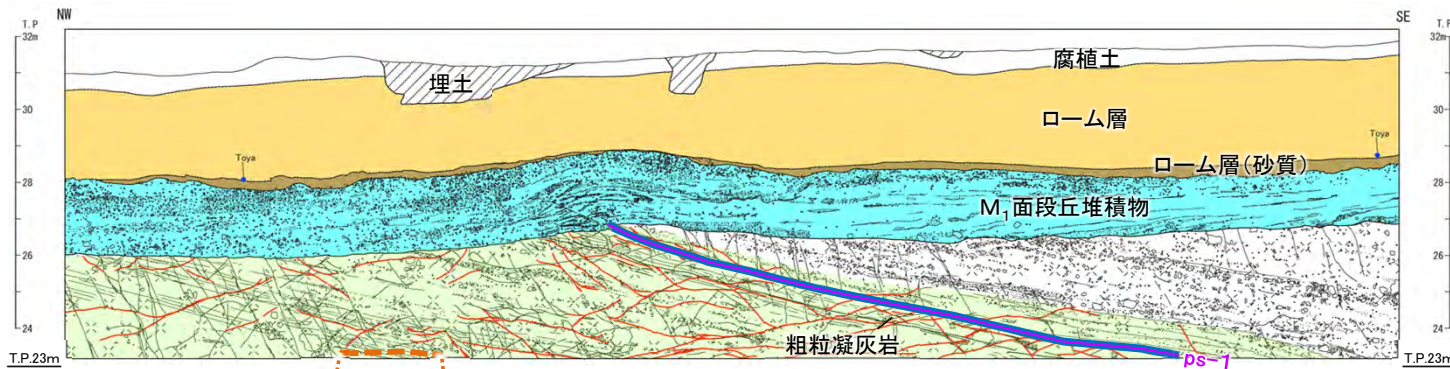 NW
SE
T.P
T.P
32m
32m
腐植土
埋土
30
30
ローム層
Toya
Toya
ローム層(砂質)
28
28
M₁面段丘堆積物
26
26
24
24
粗粒凝灰岩
ps-1
T.P.23m
T.P.23m